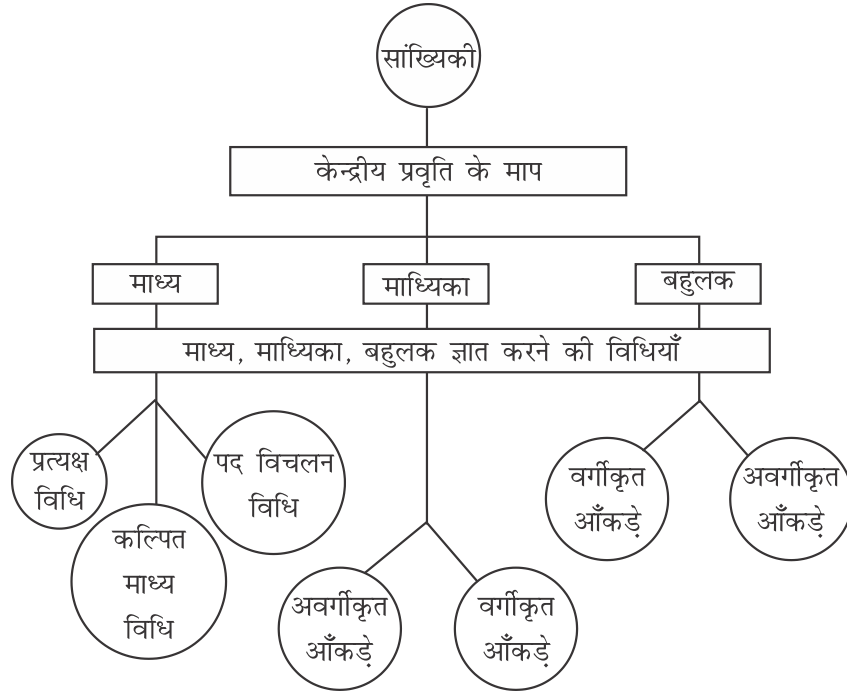 सांख्यिकी
केन्द्रीय प्रवृति के माप
माध्य
माध्यिका
बहुलक
माध्य, माध्यिका, बहुलक ज्ञात करने की विधियाँ
प्रत्यक्ष
विधि
कल्पित
माध्य
विधि
पद विचलन
विधि
अवर्गीकृत
आँकड़े
वर्गीकृत
आँकड़े
वर्गीकृत
आँकड़े
अवर्गीकृत
आँकड़े